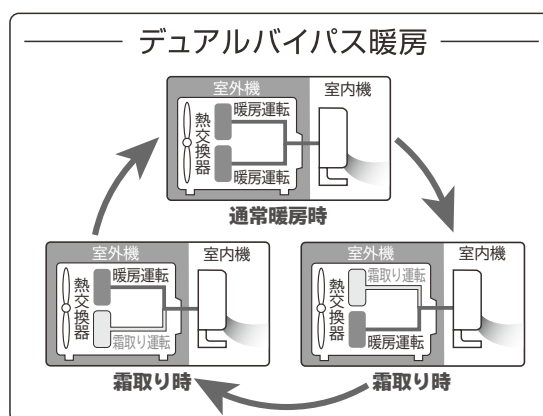 デュアルバイパス暖房
室外機
室内機
熱交換器
暖房運転
暖房運転
通常暖房時
室外機
室内機
熱交換器
暖房運転
霜取り運転
霜取り時
室外機
室内機
熱交換器
霜取り運転
暖房運転
霜取り時